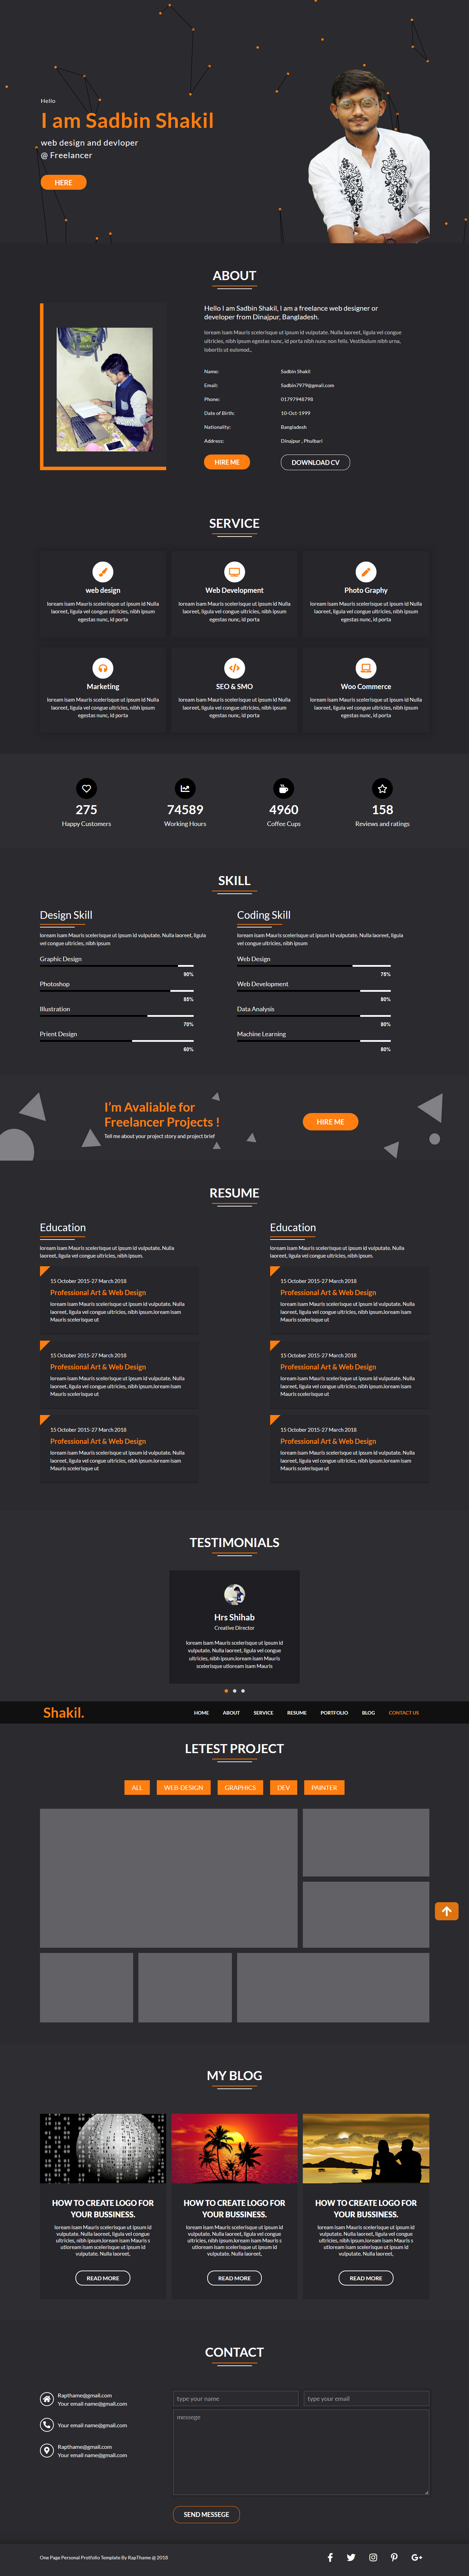 Hello
I am Sadbin Shakil
web design and devloper
@ Freelancer
HERE
ABOUT
Hello I am Sadbin Shakil, I am a freelance web designer or
developer from Dinajpur, Bangladesh.
loream isam Mauris scelerisque ut ipsum id vulputate. Nulla laoreet, ligula vel congue
ultricies, nibh ipsum egestas nunc, id porta nibh nunc non felis. Vestibulum nibh urna,
lobortis ut euismod..
Name: Sadbin Shakil
Email: Sadbin7979@gmail.com
Phone: 01797948798
Date of Birth: 10-Oct-1999
Nationality: Bangladesh
Address: Dinajpur , Phulbari
HIRE ME DOWNLOAD CV
SERVICE
web design
loream isam Mauris scelerisque ut ipsum id Nulla
laoreet, ligula vel congue ultricies, nibh ipsum
egestas nunc, id porta
Web Development
loream isam Mauris scelerisque ut ipsum id Nulla
laoreet, ligula vel congue ultricies, nibh ipsum
egestas nunc, id porta
Photo Graphy
loream isam Mauris scelerisque ut ipsum id Nulla
laoreet, ligula vel congue ultricies, nibh ipsum
egestas nunc, id porta
Marketing
loream isam Mauris scelerisque ut ipsum id Nulla
laoreet, ligula vel congue ultricies, nibh ipsum
egestas nunc, id porta
SEO & SMO
loream isam Mauris scelerisque ut ipsum id Nulla
laoreet, ligula vel congue ultricies, nibh ipsum
egestas nunc, id porta
Woo Commerce
loream isam Mauris scelerisque ut ipsum id Nulla
laoreet, ligula vel congue ultricies, nibh ipsum
egestas nunc, id porta
275
Happy Customers
74589
Working Hours
4960
Coffee Cups
158
Reviews and ratings
SKILL
Design Skill
loream isam Mauris scelerisque ut ipsum id vulputate. Nulla laoreet, ligula
vel congue ultricies, nibh ipsum
Graphic Design
90%
Photoshop
85%
Illustration
70%
Prient Design
60%
Coding Skill
loream isam Mauris scelerisque ut ipsum id vulputate. Nulla laoreet, ligula
vel congue ultricies, nibh ipsum
Web Design
75%
Web Development
80%
Data Analysis
80%
Machine Learning
80%
I'm Avaliable for
Freelancer Projects !
Tell me about your project story and project brief
HIRE ME
RESUME
Education
loream isam Mauris scelerisque ut ipsum id vulputate. Nulla
laoreet, ligula vel congue ultricies, nibh ipsum.
15 October 2015-27 March 2018
Professional Art & Web Design
loream isam Mauris scelerisque ut ipsum id vulputate. Nulla
laoreet, ligula vel congue ultricies, nibh ipsum.loream isam
Mauris scelerisque ut
15 October 2015-27 March 2018
Professional Art & Web Design
loream isam Mauris scelerisque ut ipsum id vulputate. Nulla
laoreet, ligula vel congue ultricies, nibh ipsum.loream isam
Mauris scelerisque ut
15 October 2015-27 March 2018
Professional Art & Web Design
loream isam Mauris scelerisque ut ipsum id vulputate. Nulla
laoreet, ligula vel congue ultricies, nibh ipsum.loream isam
Mauris scelerisque ut
Education
loream isam Mauris scelerisque ut ipsum id vulputate. Nulla
laoreet, ligula vel congue ultricies, nibh ipsum.
15 October 2015-27 March 2018
Professional Art & Web Design
loream isam Mauris scelerisque ut ipsum id vulputate. Nulla
laoreet, ligula vel congue ultricies, nibh ipsum.loream isam
Mauris scelerisque ut
15 October 2015-27 March 2018
Professional Art & Web Design
loream isam Mauris scelerisque ut ipsum id vulputate. Nulla
laoreet, ligula vel congue ultricies, nibh ipsum.loream isam
Mauris scelerisque ut
15 October 2015-27 March 2018
Professional Art & Web Design
loream isam Mauris scelerisque ut ipsum id vulputate. Nulla
laoreet, ligula vel congue ultricies, nibh ipsum.loream isam
Mauris scelerisque ut
TESTIMONIALS
Hrs Shihab
Creative Director
loream isam Mauris scelerisque ut ipsum id
vulputate. Nulla laoreet, ligula vel congue
ultricies, nibh ipsum.loream isam Mauris
scelerisque utloream isam Mauris
Shakil. HOME ABOUT SERVICE RESUME PORTFOLIO BLOG CONTACT US
LETEST PROJECT
ALL WEB-DESIGN GRAPHICS DEV PAINTER
MY BLOG
HOW TO CREATE LOGO FOR
YOUR BUSSINESS.
loream isam Mauris scelerisque ut ipsum id
vulputate. Nulla laoreet, ligula vel congue
ultricies, nibh ipsum.loream isam Mauris s
utloream isam scelerisque ut ipsum id
vulputate. Nulla laoreet,
READ MORE
HOW TO CREATE LOGO FOR
YOUR BUSSINESS.
loream isam Mauris scelerisque ut ipsum id
vulputate. Nulla laoreet, ligula vel congue
ultricies, nibh ipsum.loream isam Mauris s
utloream isam scelerisque ut ipsum id
vulputate. Nulla laoreet,
READ MORE
HOW TO CREATE LOGO FOR
YOUR BUSSINESS.
loream isam Mauris scelerisque ut ipsum id
vulputate. Nulla laoreet, ligula vel congue
ultricies, nibh ipsum.loream isam Mauris s
utloream isam scelerisque ut ipsum id
vulputate. Nulla laoreet,
READ MORE
CONTACT
Rapthame@gmail.com
Your email name@gmail.com
Your email name@gmail.com
Rapthame@gmail.com
Your email name@gmail.com
type your name
type your email
messege
SEND MESSEGE
One Page Personal Protfolio Template By RapThame @ 2018